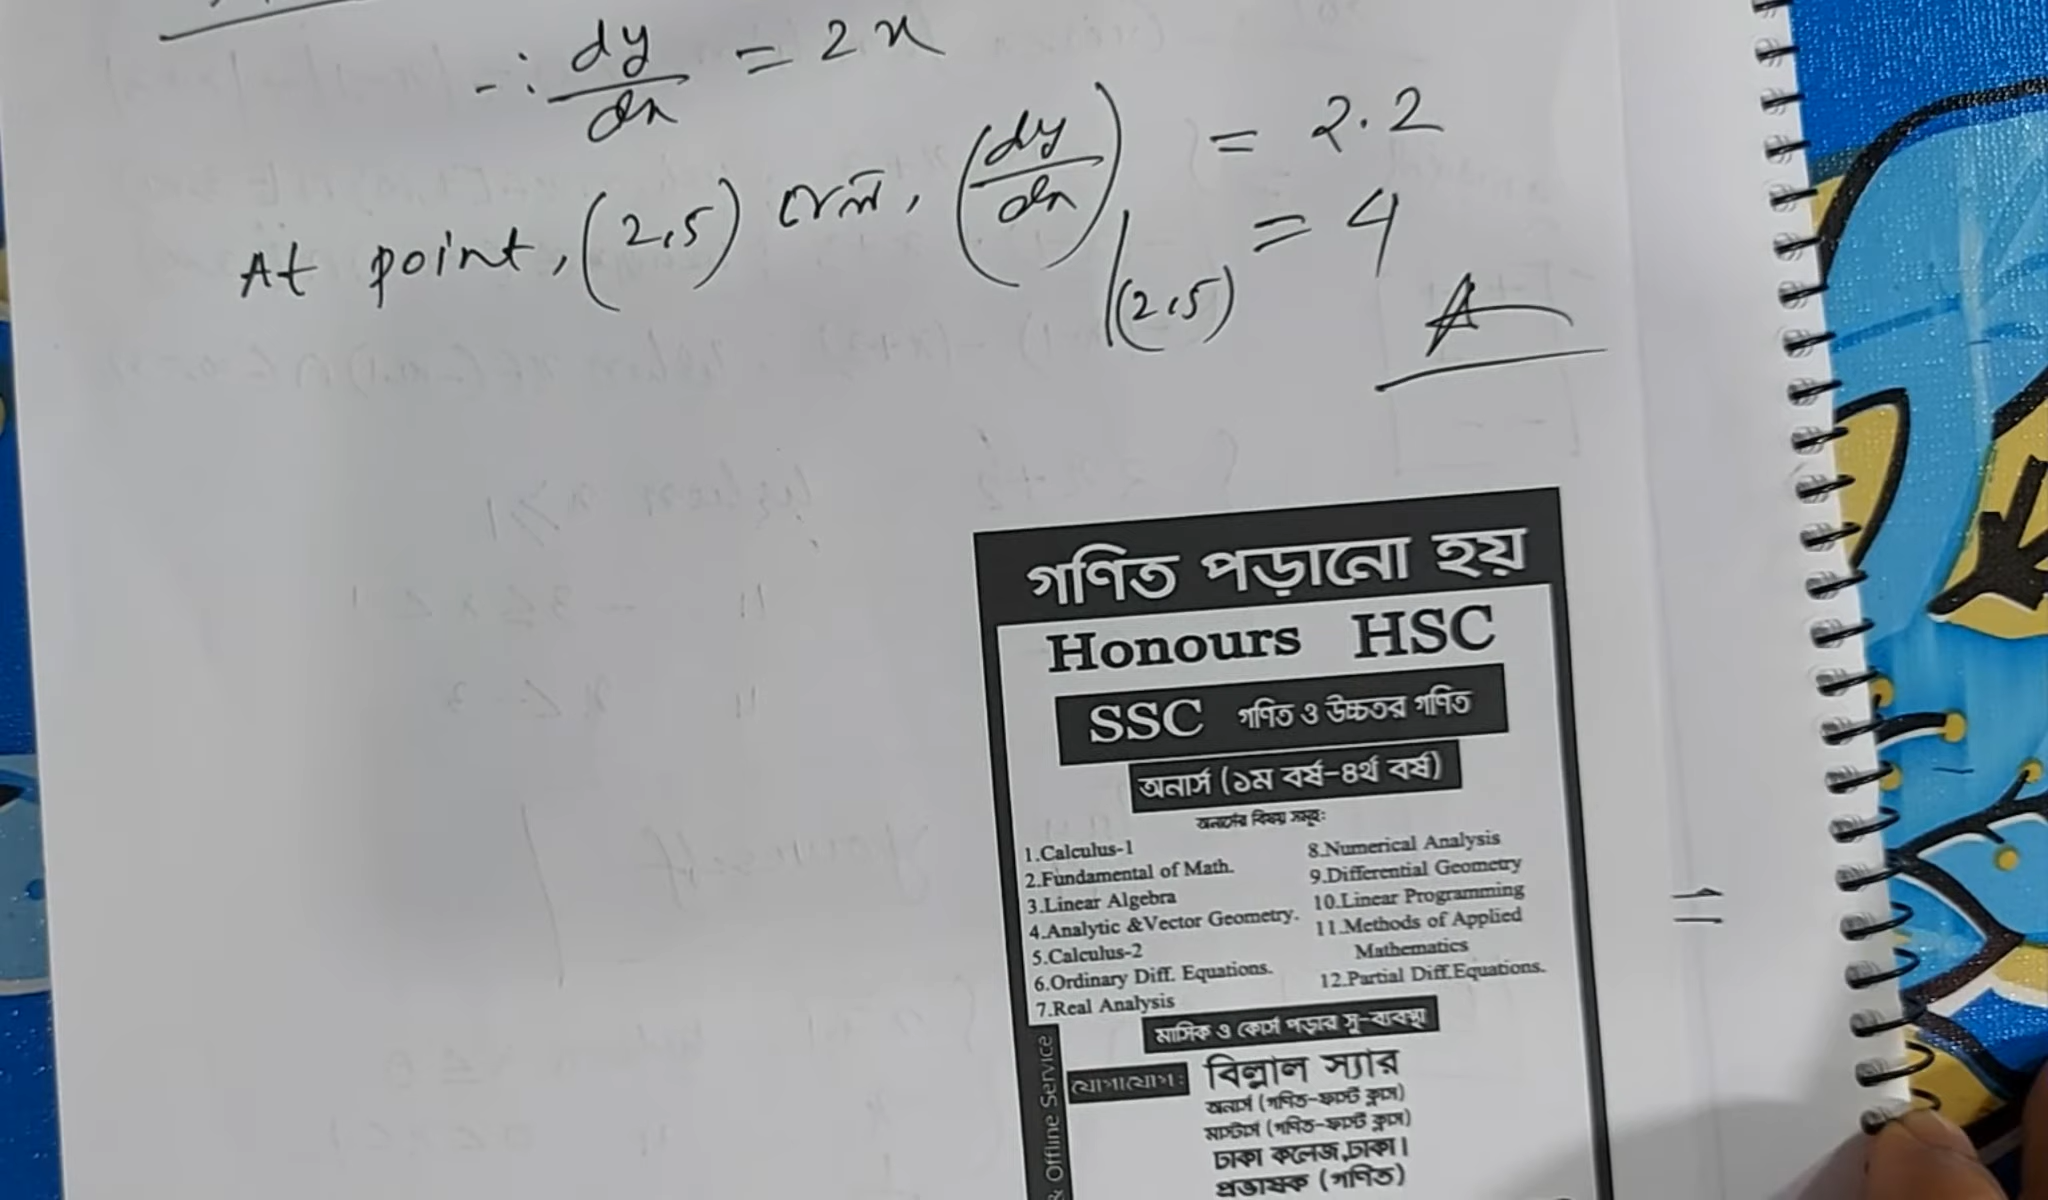 ∴ dy/dx = 2x
At point, (2,5) তে, (dy/dx)|(2,5) = 2.2
= 4
গণিত পড়ানো হয়
Honours HSC
SSC গণিত ও উচ্চতর গণিত
অনার্স (১ম বর্ষ-৪র্থ বর্ষ)
অনার্সের বিষয় সমূহ:
1.Calculus-1
2.Fundamental of Math.
3.Linear Algebra
4.Analytic &Vector Geometry.
5.Calculus-2
6.Ordinary Diff. Equations.
7.Real Analysis
8.Numerical Analysis
9.Differential Geometry
10.Linear Programming
11.Methods of Applied
Mathematics
12.Partial Diff.Equations.
মাসিক ও কোর্স পড়ার সু-ব্যবস্থা
যোগাযোগ: বিল্লাল স্যার
অনার্স (গণিত-ফার্স্ট ক্লাস)
মাস্টার্স (গণিত-ফার্স্ট ক্লাস)
ঢাকা কলেজ,ঢাকা।
প্রভাষক (গণিত)
& Offline Service